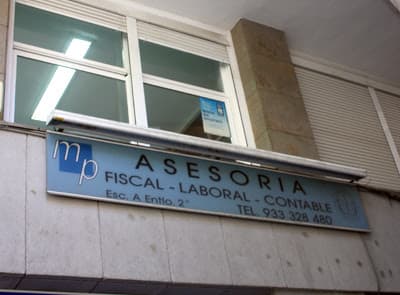 mp
ASESORIA
FISCAL - LABORAL - CONTABLE
Esc. A Entlo. 2ª
TEL. 933 328 480